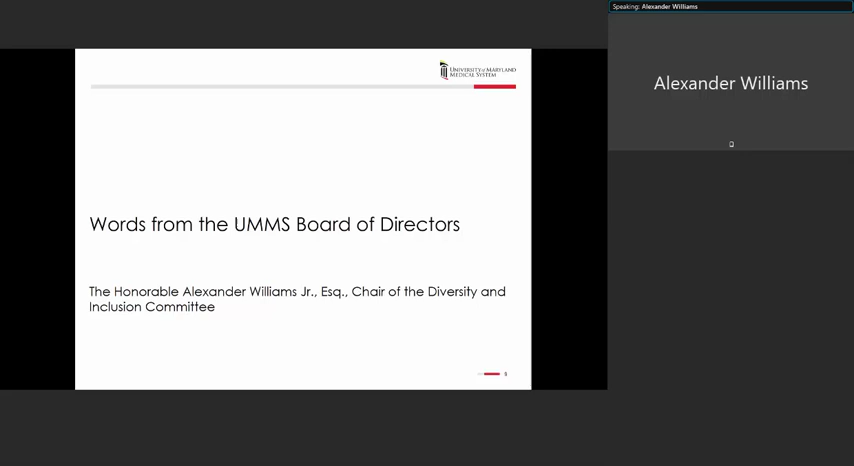 Speaking: Alexander Williams
UNIVERSITY of MARYLAND
MEDICAL SYSTEM
Alexander Williams
Words from the UMMS Board of Directors
The Honorable Alexander Williams Jr., Esq., Chair of the Diversity and
Inclusion Committee